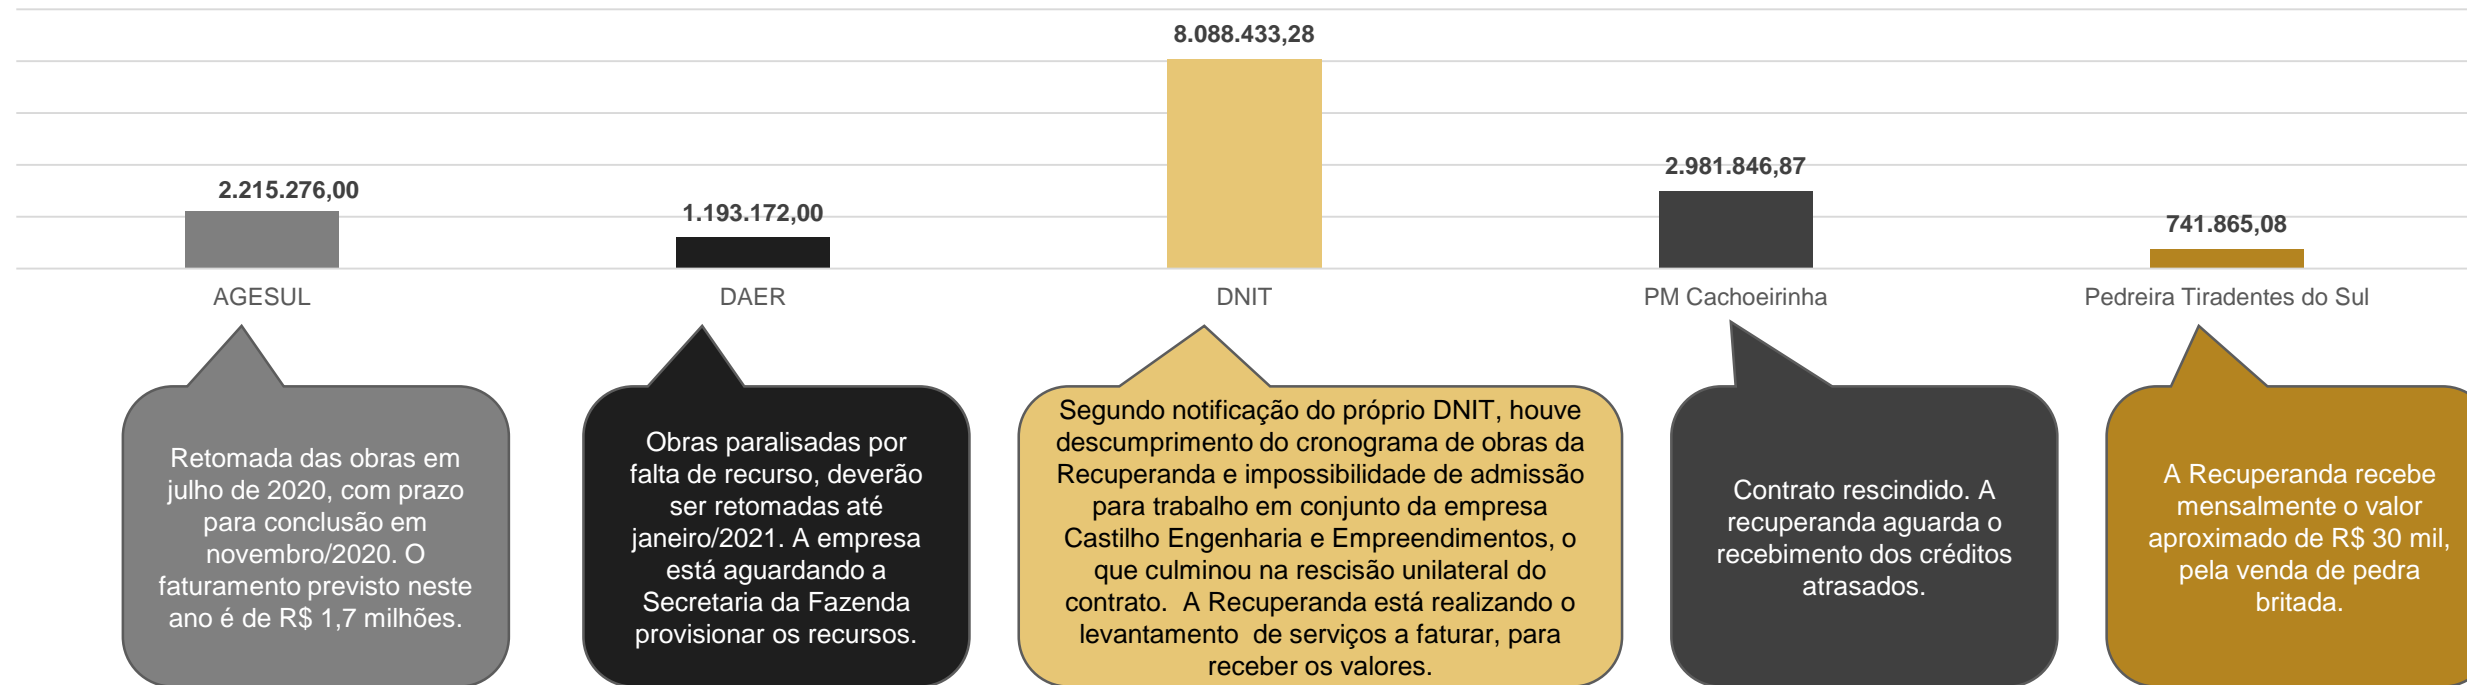 8.088.433,28
2.981.846,87
2.215.276,00
1.193.172,00
741.865,08
AGESUL
DAER
DNIT
PM Cachoeirinha
Pedreira Tiradentes do Sul
Retomada das obras em
julho de 2020, com prazo
para conclusão em
novembro/2020. O
faturamento previsto neste
ano é de R$ 1,7 milhões.
Obras paralisadas por
falta de recurso, deverão
ser retomadas até
janeiro/2021. A empresa
está aguardando a
Secretaria da Fazenda
provisionar os recursos.
Segundo notificação do próprio DNIT, houve
descumprimento do cronograma de obras da
Recuperanda e impossibilidade de admissão
para trabalho em conjunto da empresa
Castilho Engenharia e Empreendimentos, o
que culminou na rescisão unilateral do
contrato.  A Recuperanda está realizando o
levantamento  de serviços a faturar, para
receber os valores.
Contrato rescindido. A
recuperanda aguarda o
recebimento dos créditos
atrasados.
A Recuperanda recebe
mensalmente o valor
aproximado de R$ 30 mil,
pela venda de pedra
britada.